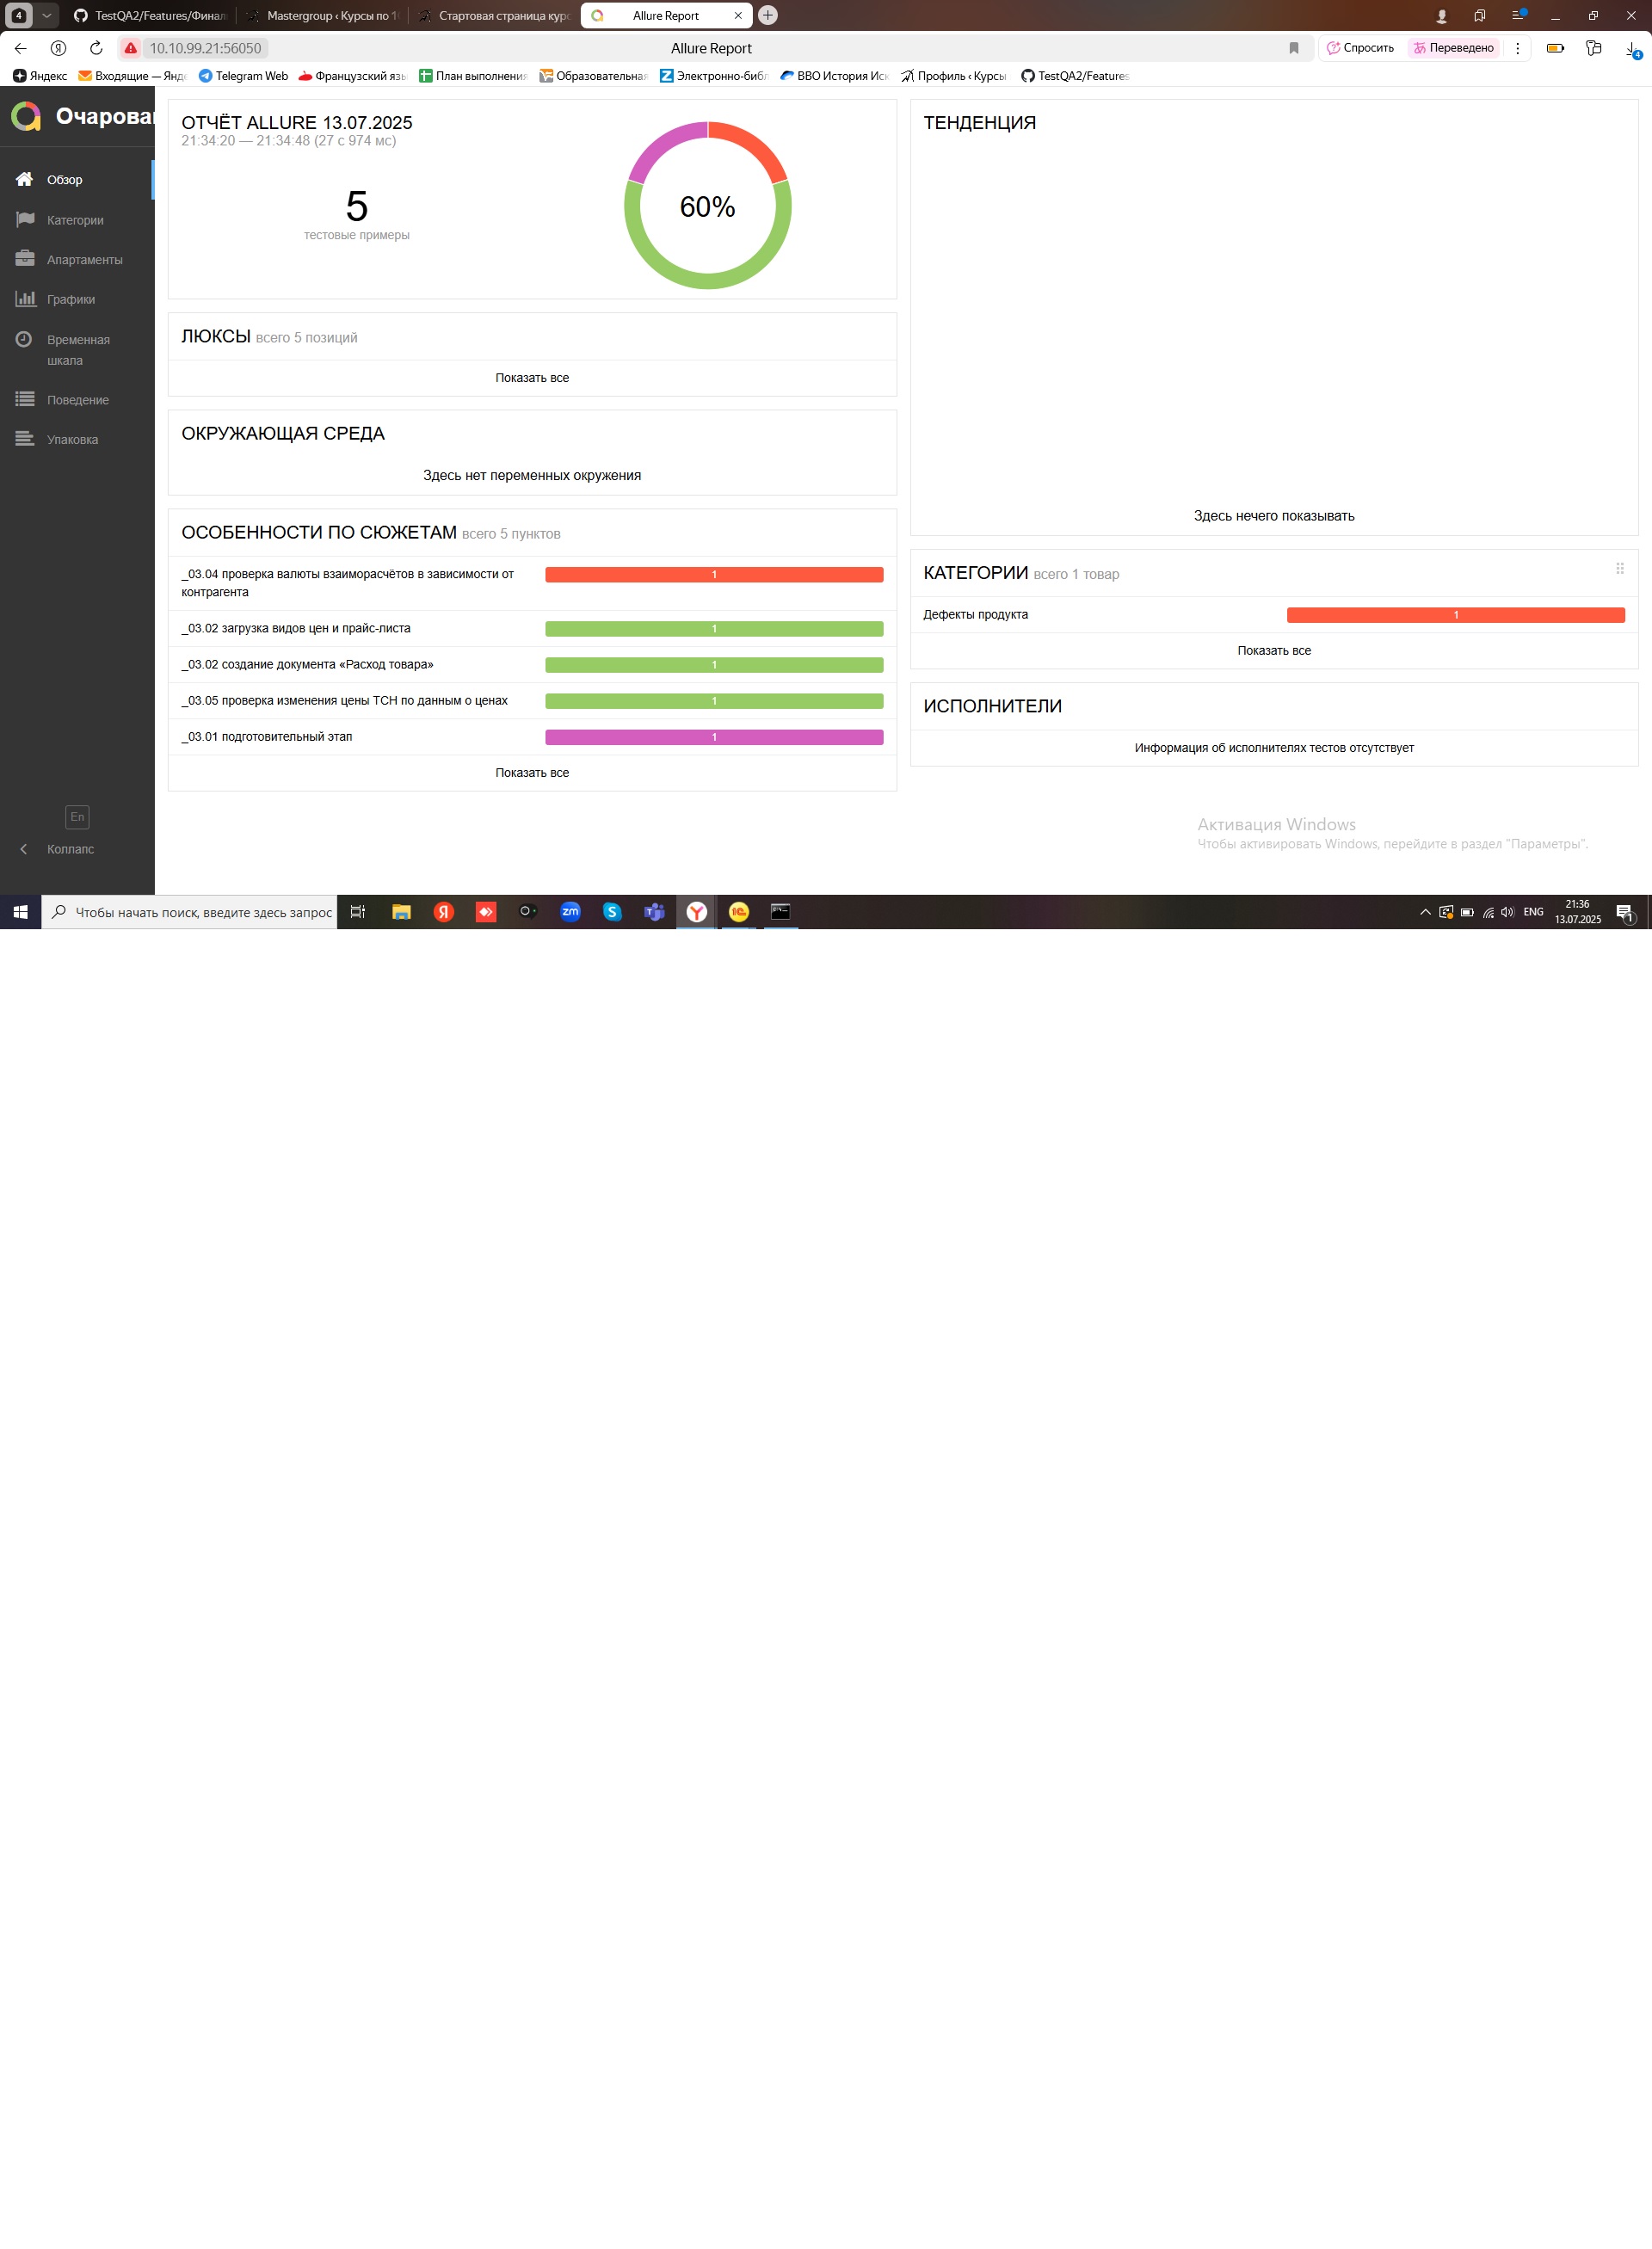 4
TestQA2/Features/Финал
Mastergroup ‹ Курсы по 1
Стартовая страница курс
Allure Report
10.10.99.21:56050
Allure Report
Спросить
Переведено
4
Яндекс
Входящие — Янд
Telegram Web
Французский язы
План выполнения
Образовательная
Электронно-библ
ВВО История Иск
Профиль ‹ Курсы
TestQA2/Features
Очарова
Обзор
Категории
Апартаменты
Графики
Временная
шкала
Поведение
Упаковка
En
Коллапс
ОТЧЁТ ALLURE 13.07.2025
21:34:20 — 21:34:48 (27 с 974 мс)
5
тестовые примеры
60%
ЛЮКСЫ всего 5 позиций
Показать все
ОКРУЖАЮЩАЯ СРЕДА
Здесь нет переменных окружения
ОСОБЕННОСТИ ПО СЮЖЕТАМ всего 5 пунктов
_03.04 проверка валюты взаиморасчётов в зависимости от
контрагента
1
_03.02 загрузка видов цен и прайс-листа
1
_03.02 создание документа «Расход товара»
1
_03.05 проверка изменения цены ТСН по данным о ценах
1
_03.01 подготовительный этап
1
Показать все
ТЕНДЕНЦИЯ
Здесь нечего показывать
КАТЕГОРИИ всего 1 товар
Дефекты продукта
1
Показать все
ИСПОЛНИТЕЛИ
Информация об исполнителях тестов отсутствует
Активация Windows
Чтобы активировать Windows, перейдите в раздел "Параметры".
Чтобы начать поиск, введите здесь запрос
zm
ENG
21:36
13.07.2025
1